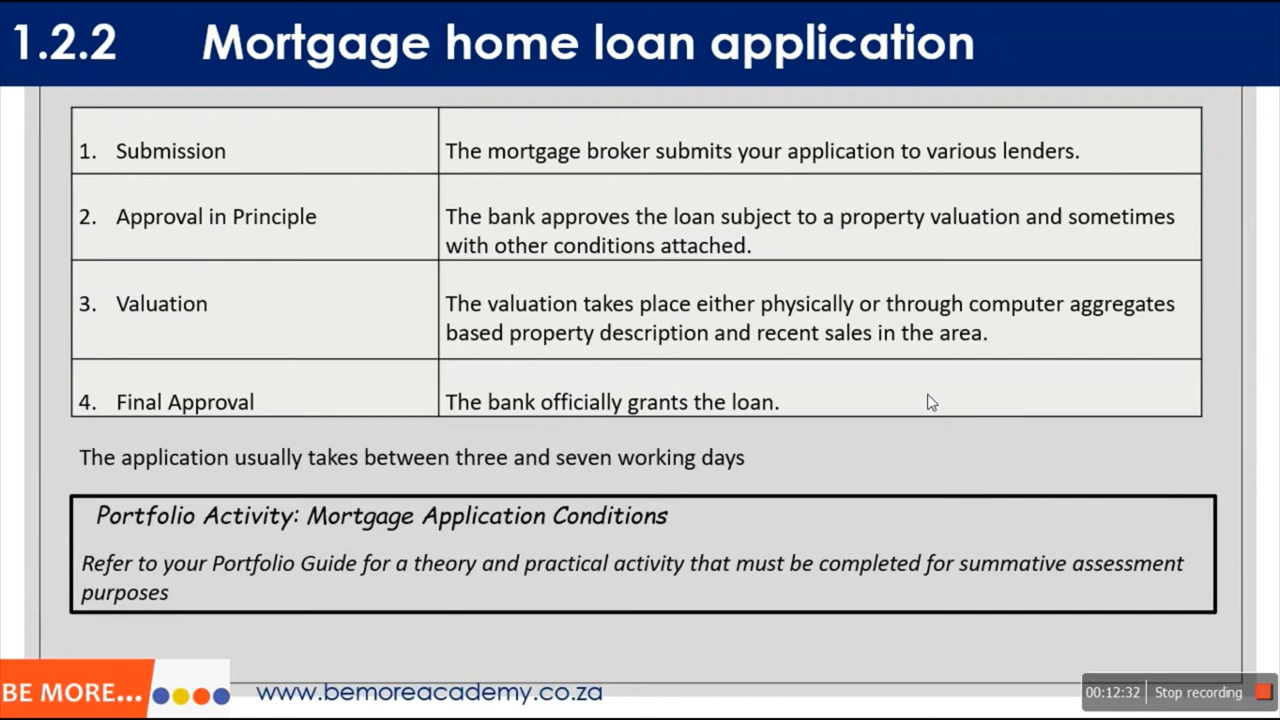 1.2.2 Mortgage home loan application
1. Submission
The mortgage broker submits your application to various lenders.
2. Approval in Principle
The bank approves the loan subject to a property valuation and sometimes
with other conditions attached.
3. Valuation
The valuation takes place either physically or through computer aggregates
based property description and recent sales in the area.
4. Final Approval
The bank officially grants the loan.
The application usually takes between three and seven working days
Portfolio Activity: Mortgage Application Conditions
Refer to your Portfolio Guide for a theory and practical activity that must be completed for summative assessment
purposes
BE MORE...
www.bemoreacademy.co.za
00:12:32 Stop recording